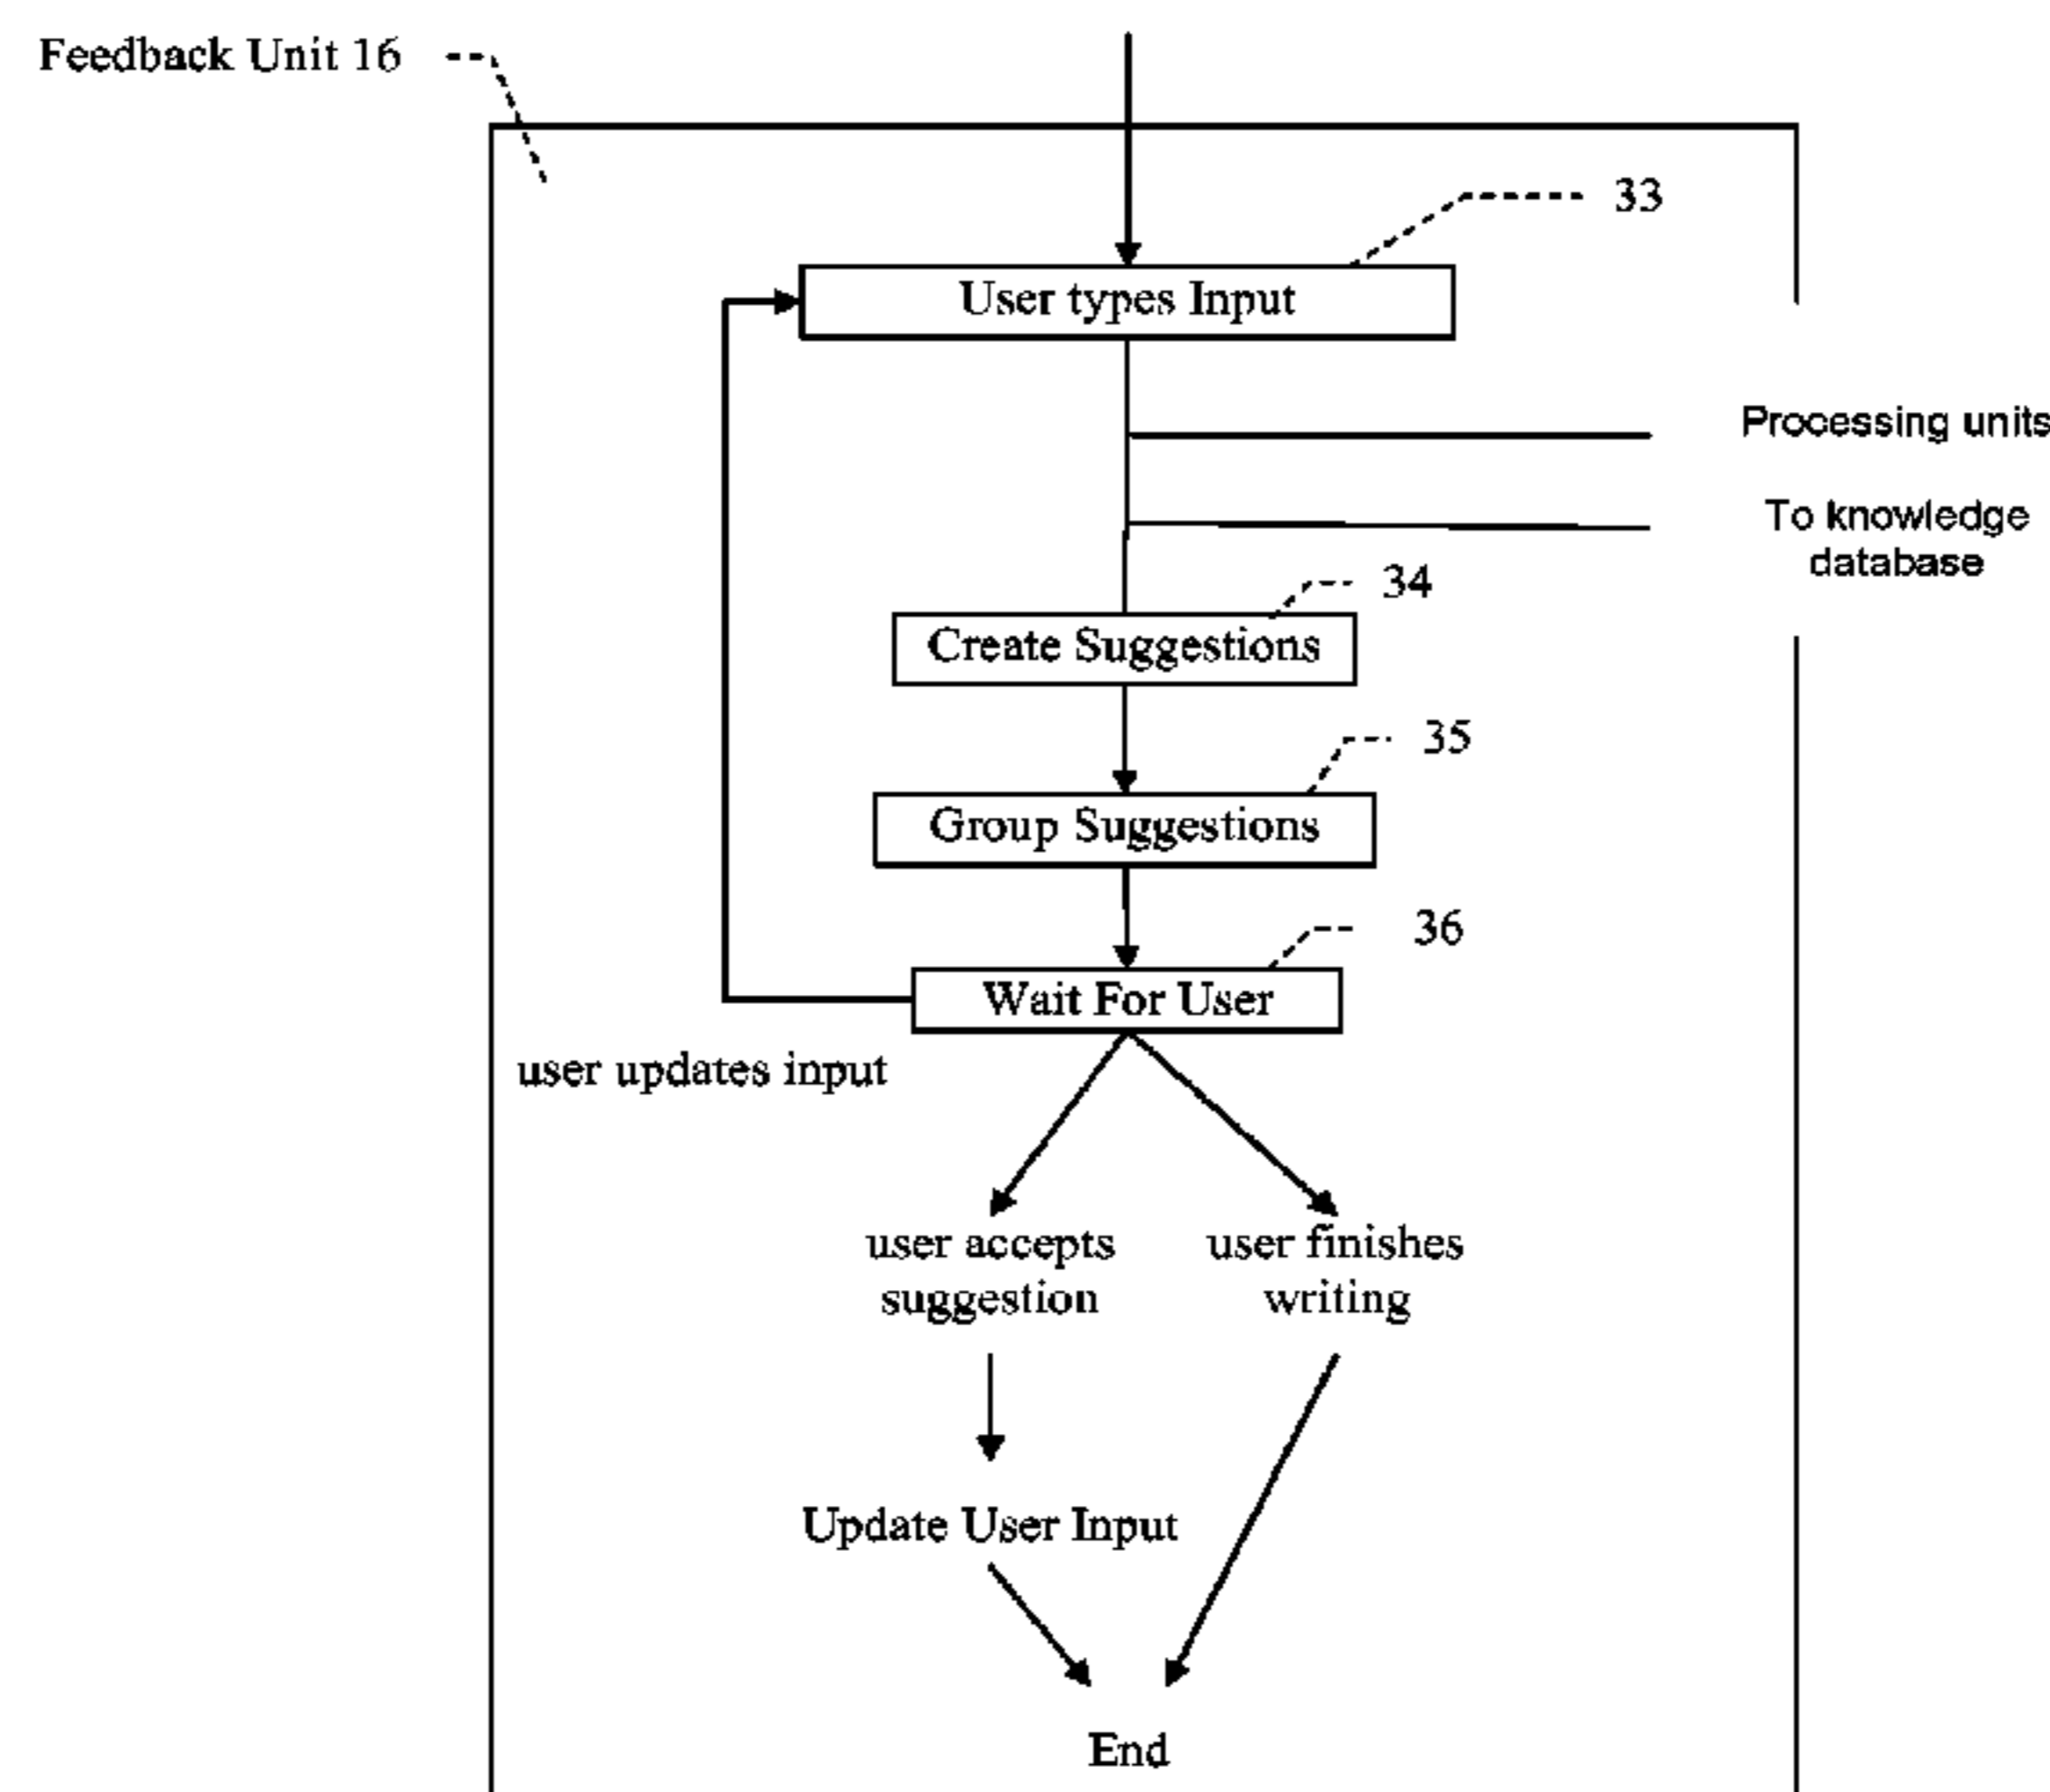 Feedback Unit 16
33
User types Input
Processing units
To knowledge
database
34
Create Suggestions
35
Group Suggestions
36
Wait For User
user updates input
user accepts
suggestion
user finishes
writing
Update User Input
End